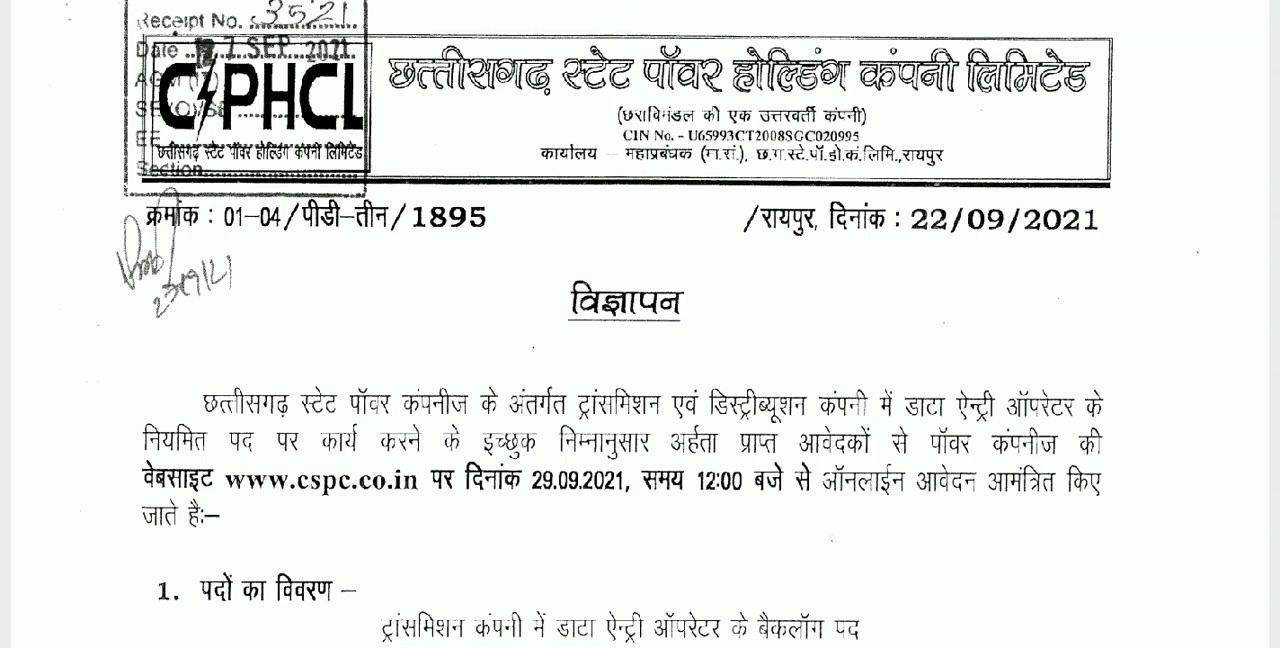 Receipt No. 3521
Date 7 SEP 2021
CSPHCL
छत्तीसगढ़ स्टेट पॉवर होल्डिंग कंपनी लिमिटेड
EE
Section
छत्तीसगढ़ स्टेट पॉवर होल्डिंग कंपनी लिमिटेड
(छराविमंडल की एक उत्तरवर्ती कंपनी)
CIN No. - U65993CT2008SGC020995
कार्यालय – महाप्रबंधक (मा.सं.), छ.ग.स्टे.पॉ.हो.कं.लिमि.,रायपुर
क्रमांक : 01–04/पीडी–तीन/1895 /रायपुर, दिनांक : 22/09/2021
विज्ञापन
छत्तीसगढ़ स्टेट पॉवर कंपनीज के अंतर्गत ट्रांसमिशन एवं डिस्ट्रीब्यूशन कंपनी में डाटा ऐन्ट्री ऑपरेटर के
नियमित पद पर कार्य करने के इच्छुक निम्नानुसार अर्हता प्राप्त आवेदकों से पॉवर कंपनीज की
वेबसाइट www.cspc.co.in पर दिनांक 29.09.2021, समय 12:00 बजे से ऑनलाईन आवेदन आमंत्रित किए
जाते हैः–
1. पदों का विवरण –
ट्रांसमिशन कंपनी में डाटा ऐन्ट्री ऑपरेटर के बैकलॉग पद